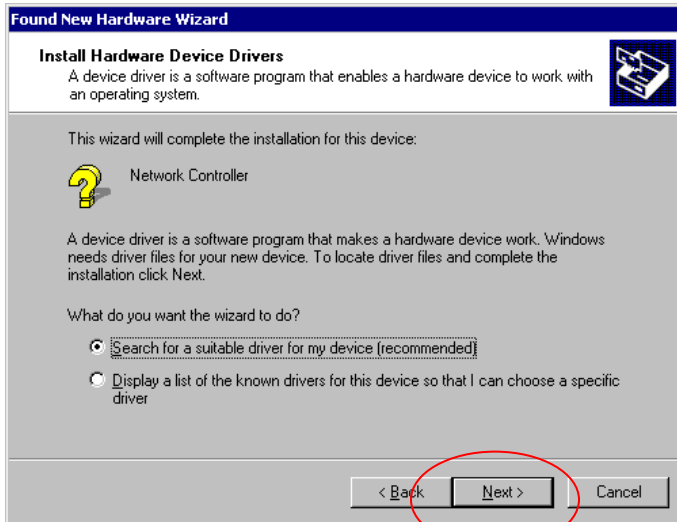 Found New Hardware Wizard
Install Hardware Device Drivers
A device driver is a software program that enables a hardware device to work with
an operating system.
This wizard will complete the installation for this device:
Network Controller
A device driver is a software program that makes a hardware device work. Windows
needs driver files for your new device. To locate driver files and complete the
installation click Next.
What do you want the wizard to do?
Search for a suitable driver for my device (recommended)
Display a list of the known drivers for this device so that I can choose a specific
driver
< Back Next > Cancel